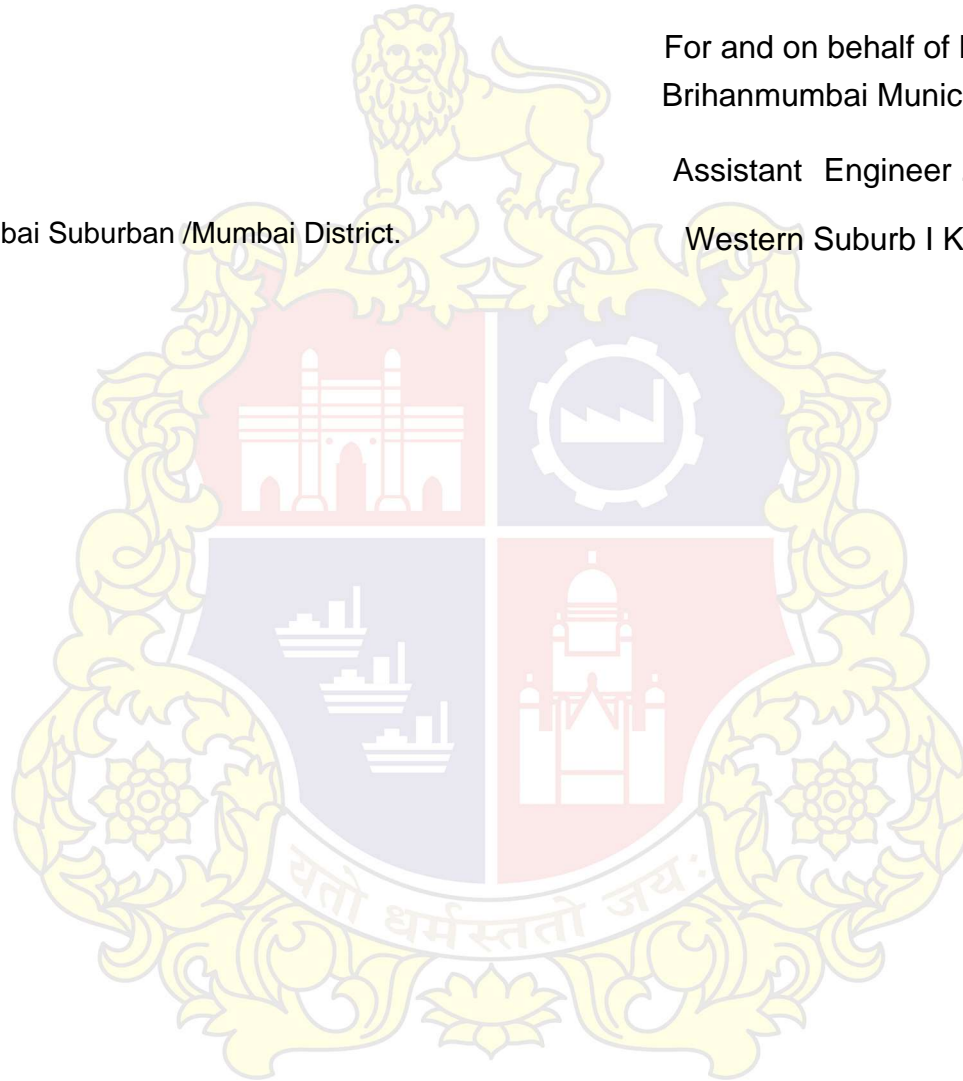 For and on behalf of
Brihanmumbai Munic
Assistant Engineer .
bai Suburban /Mumbai District.
Western Suburb I K
यतो धर्मस्ततो जय: